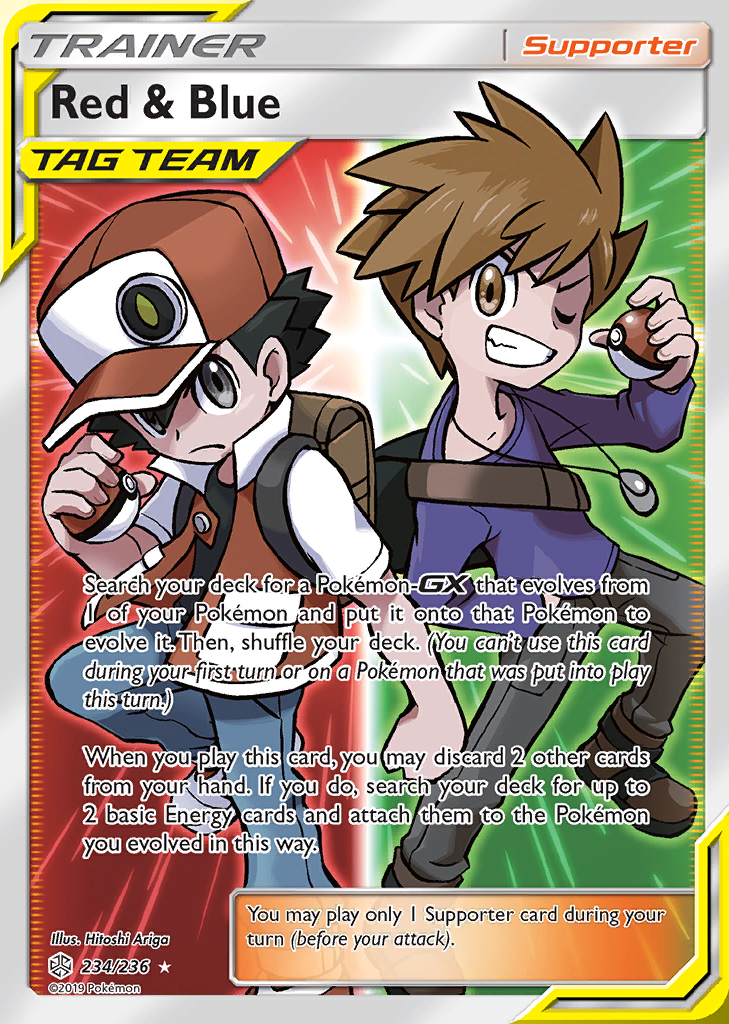 TRAINER
Supporter
Red & Blue
TAG TEAM
Search your deck for a Pokémon-GX that evolves from
1 of your Pokémon and put it onto that Pokémon to
evolve it. Then, shuffle your deck. (You can't use this card
during your first turn or on a Pokémon that was put into play
this turn.)
When you play this card, you may discard 2 other cards
from your hand. If you do, search your deck for up to
2 basic Energy cards and attach them to the Pokémon
you evolved in this way.
You may play only 1 Supporter card during your
turn (before your attack).
Illus. Hitoshi Ariga
234/236
©2019 Pokémon